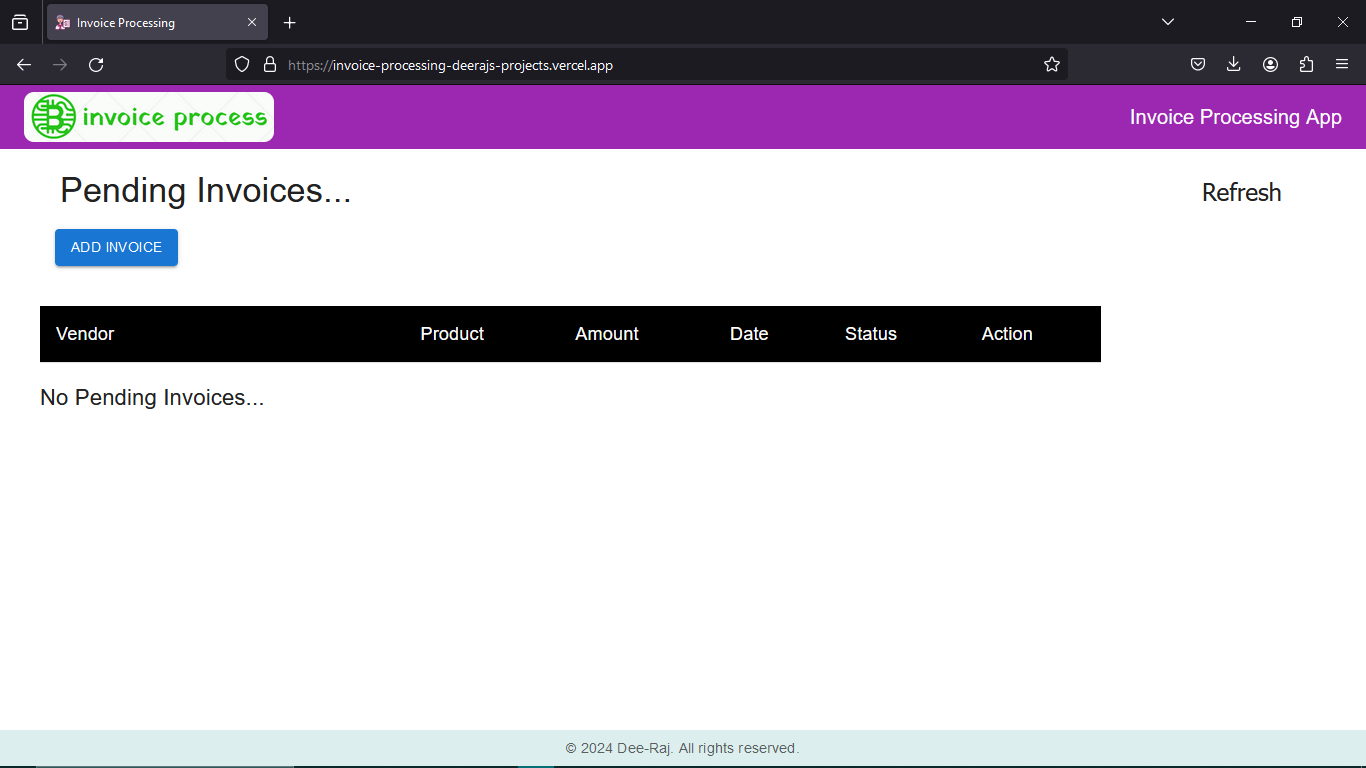 Invoice Processing
https://invoice-processing-deerajs-projects.vercel.app
invoice process
Invoice Processing App
Pending Invoices...
Refresh
ADD INVOICE
Vendor Product Amount Date Status Action
No Pending Invoices...
© 2024 Dee-Raj. All rights reserved.